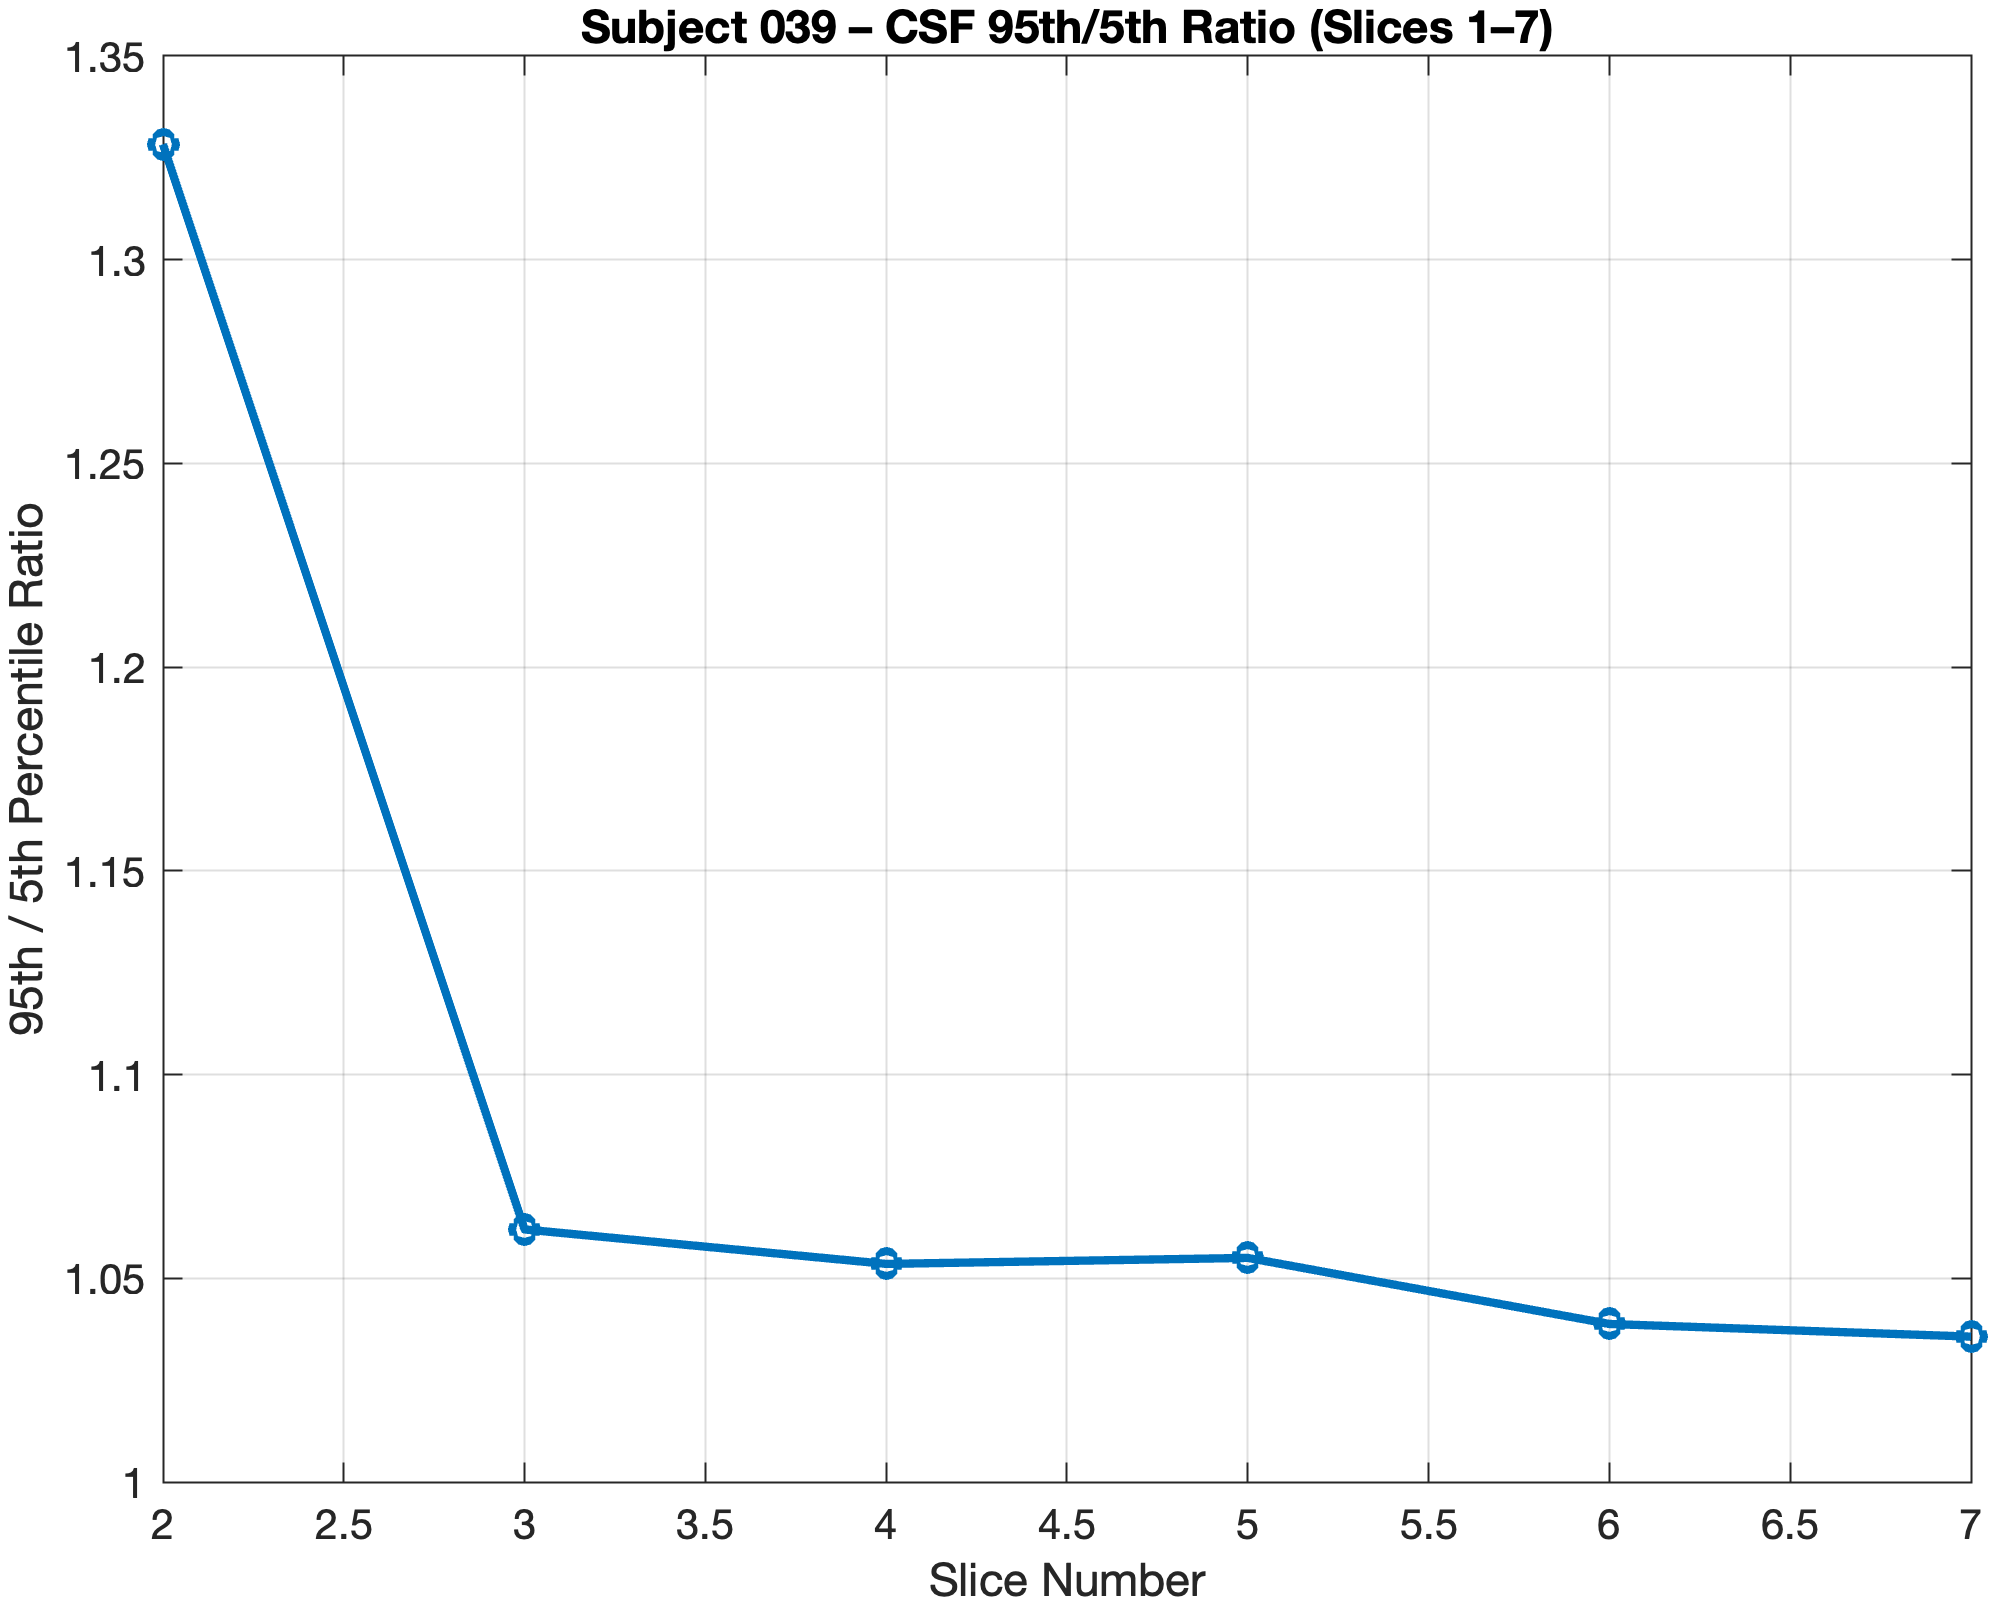 Subject 039 – CSF 95th/5th Ratio (Slices 1–7)
95th / 5th Percentile Ratio
1.35
1.3
1.25
1.2
1.15
1.1
1.05
1
2 2.5 3 3.5 4 4.5 5 5.5 6 6.5 7
Slice Number